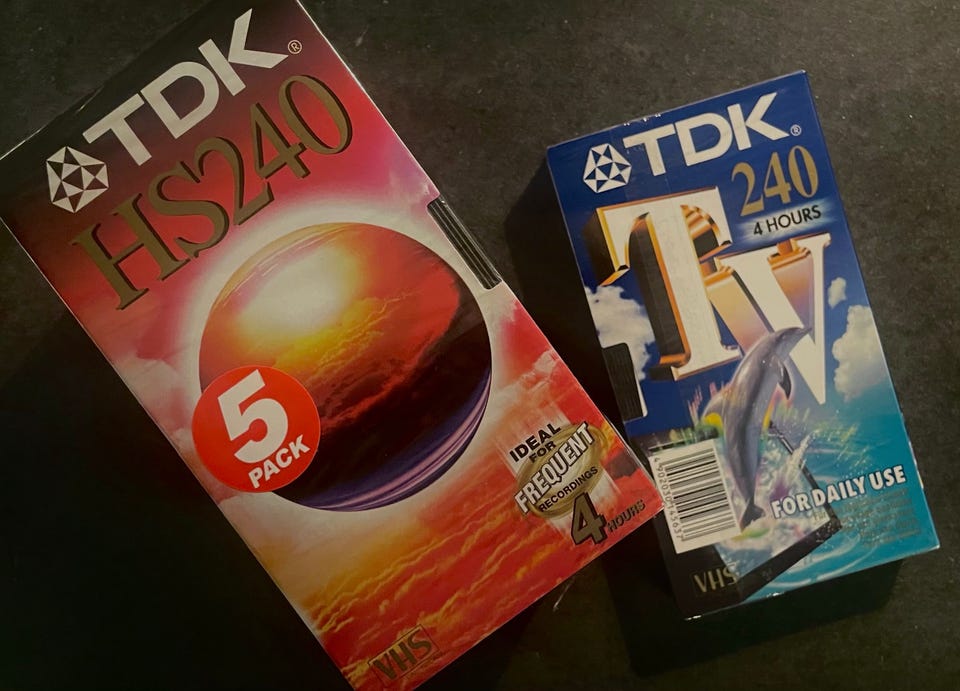 TDK®
HS240
5
PACK
IDEAL
FOR
FREQUENT
RECORDINGS
4 HOURS
VHS
TDK®
240
4 HOURS
TV
FOR DAILY USE
VHS